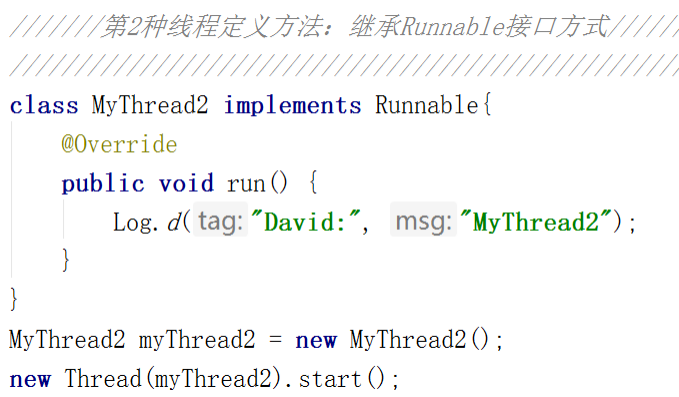 ///////第2种线程定义方法：继承Runnable接口方式//////
////////////////////////////////////////////////////
class MyThread2 implements Runnable{
@Override
public void run() {
Log.d(tag:"David:", msg:"MyThread2");
}
}
MyThread2 myThread2 = new MyThread2();
new Thread(myThread2).start();